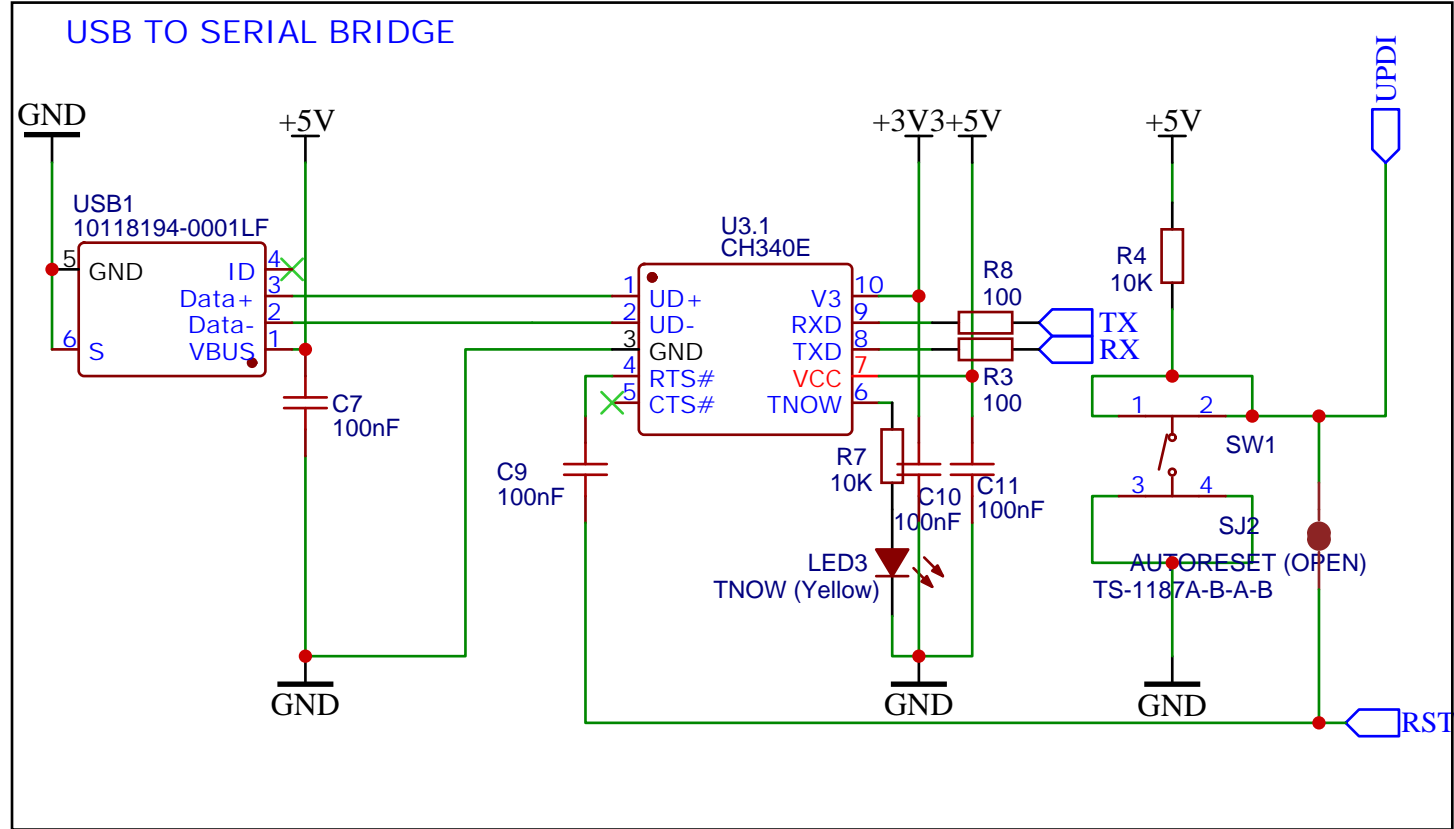 USB TO SERIAL BRIDGE
UPDI
GND
+5V
+3V3
+5V
+5V
USB1
10118194-0001LF
5
GND
ID
4
Data+
3
Data-
2
6
S
VBUS
1
C7
100nF
GND
U3.1
CH340E
1
UD+
V3
10
2
UD-
RXD
9
3
GND
TXD
8
4
RTS#
VCC
7
5
CTS#
TNOW
6
R8
100
TX
RX
R3
100
C9
100nF
R7
10K
C10
100nF
C11
100nF
LED3
TNOW (Yellow)
GND
R4
10K
1
2
SW1
3
4
SJ2
AUTORESET (OPEN)
TS-1187A-B-A-B
GND
RST